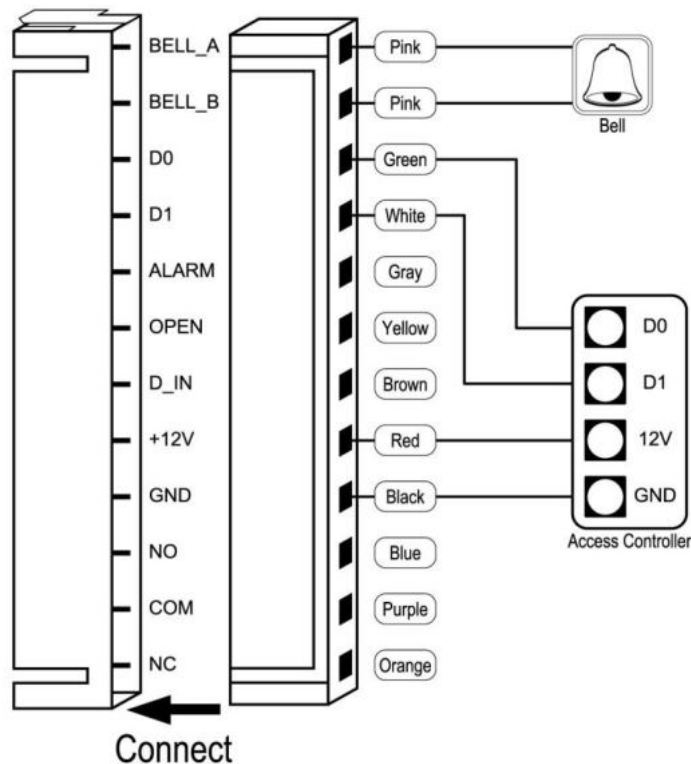 BELL_A Pink
BELL_B Pink
Bell
D0 Green
D1 White
ALARM Gray
OPEN Yellow D0
D_IN Brown D1
+12V Red 12V
GND Black GND
Access Controller
NO Blue
COM Purple
NC Orange
Connect